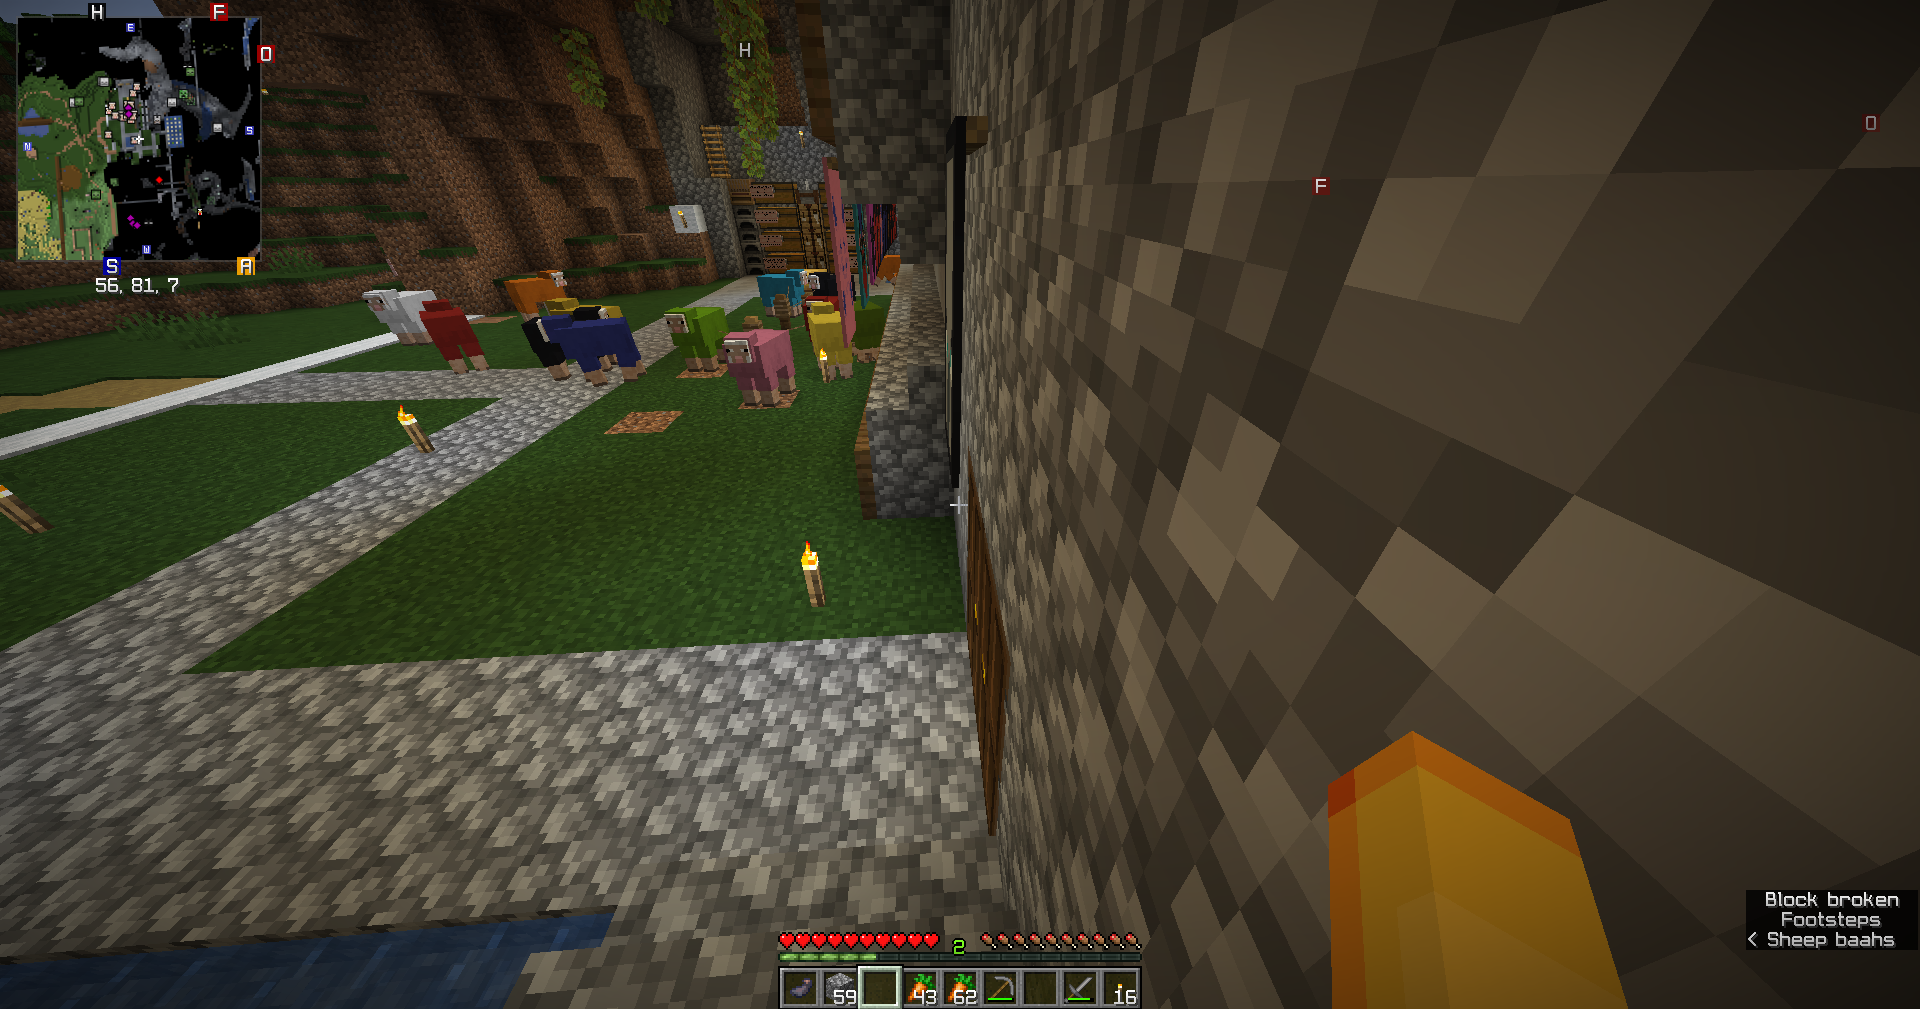 H F
E
O
H
O
S
N
F
W
S A
56, 81, 7
Block broken
Footsteps
< Sheep baahs
2
59 43 62 16